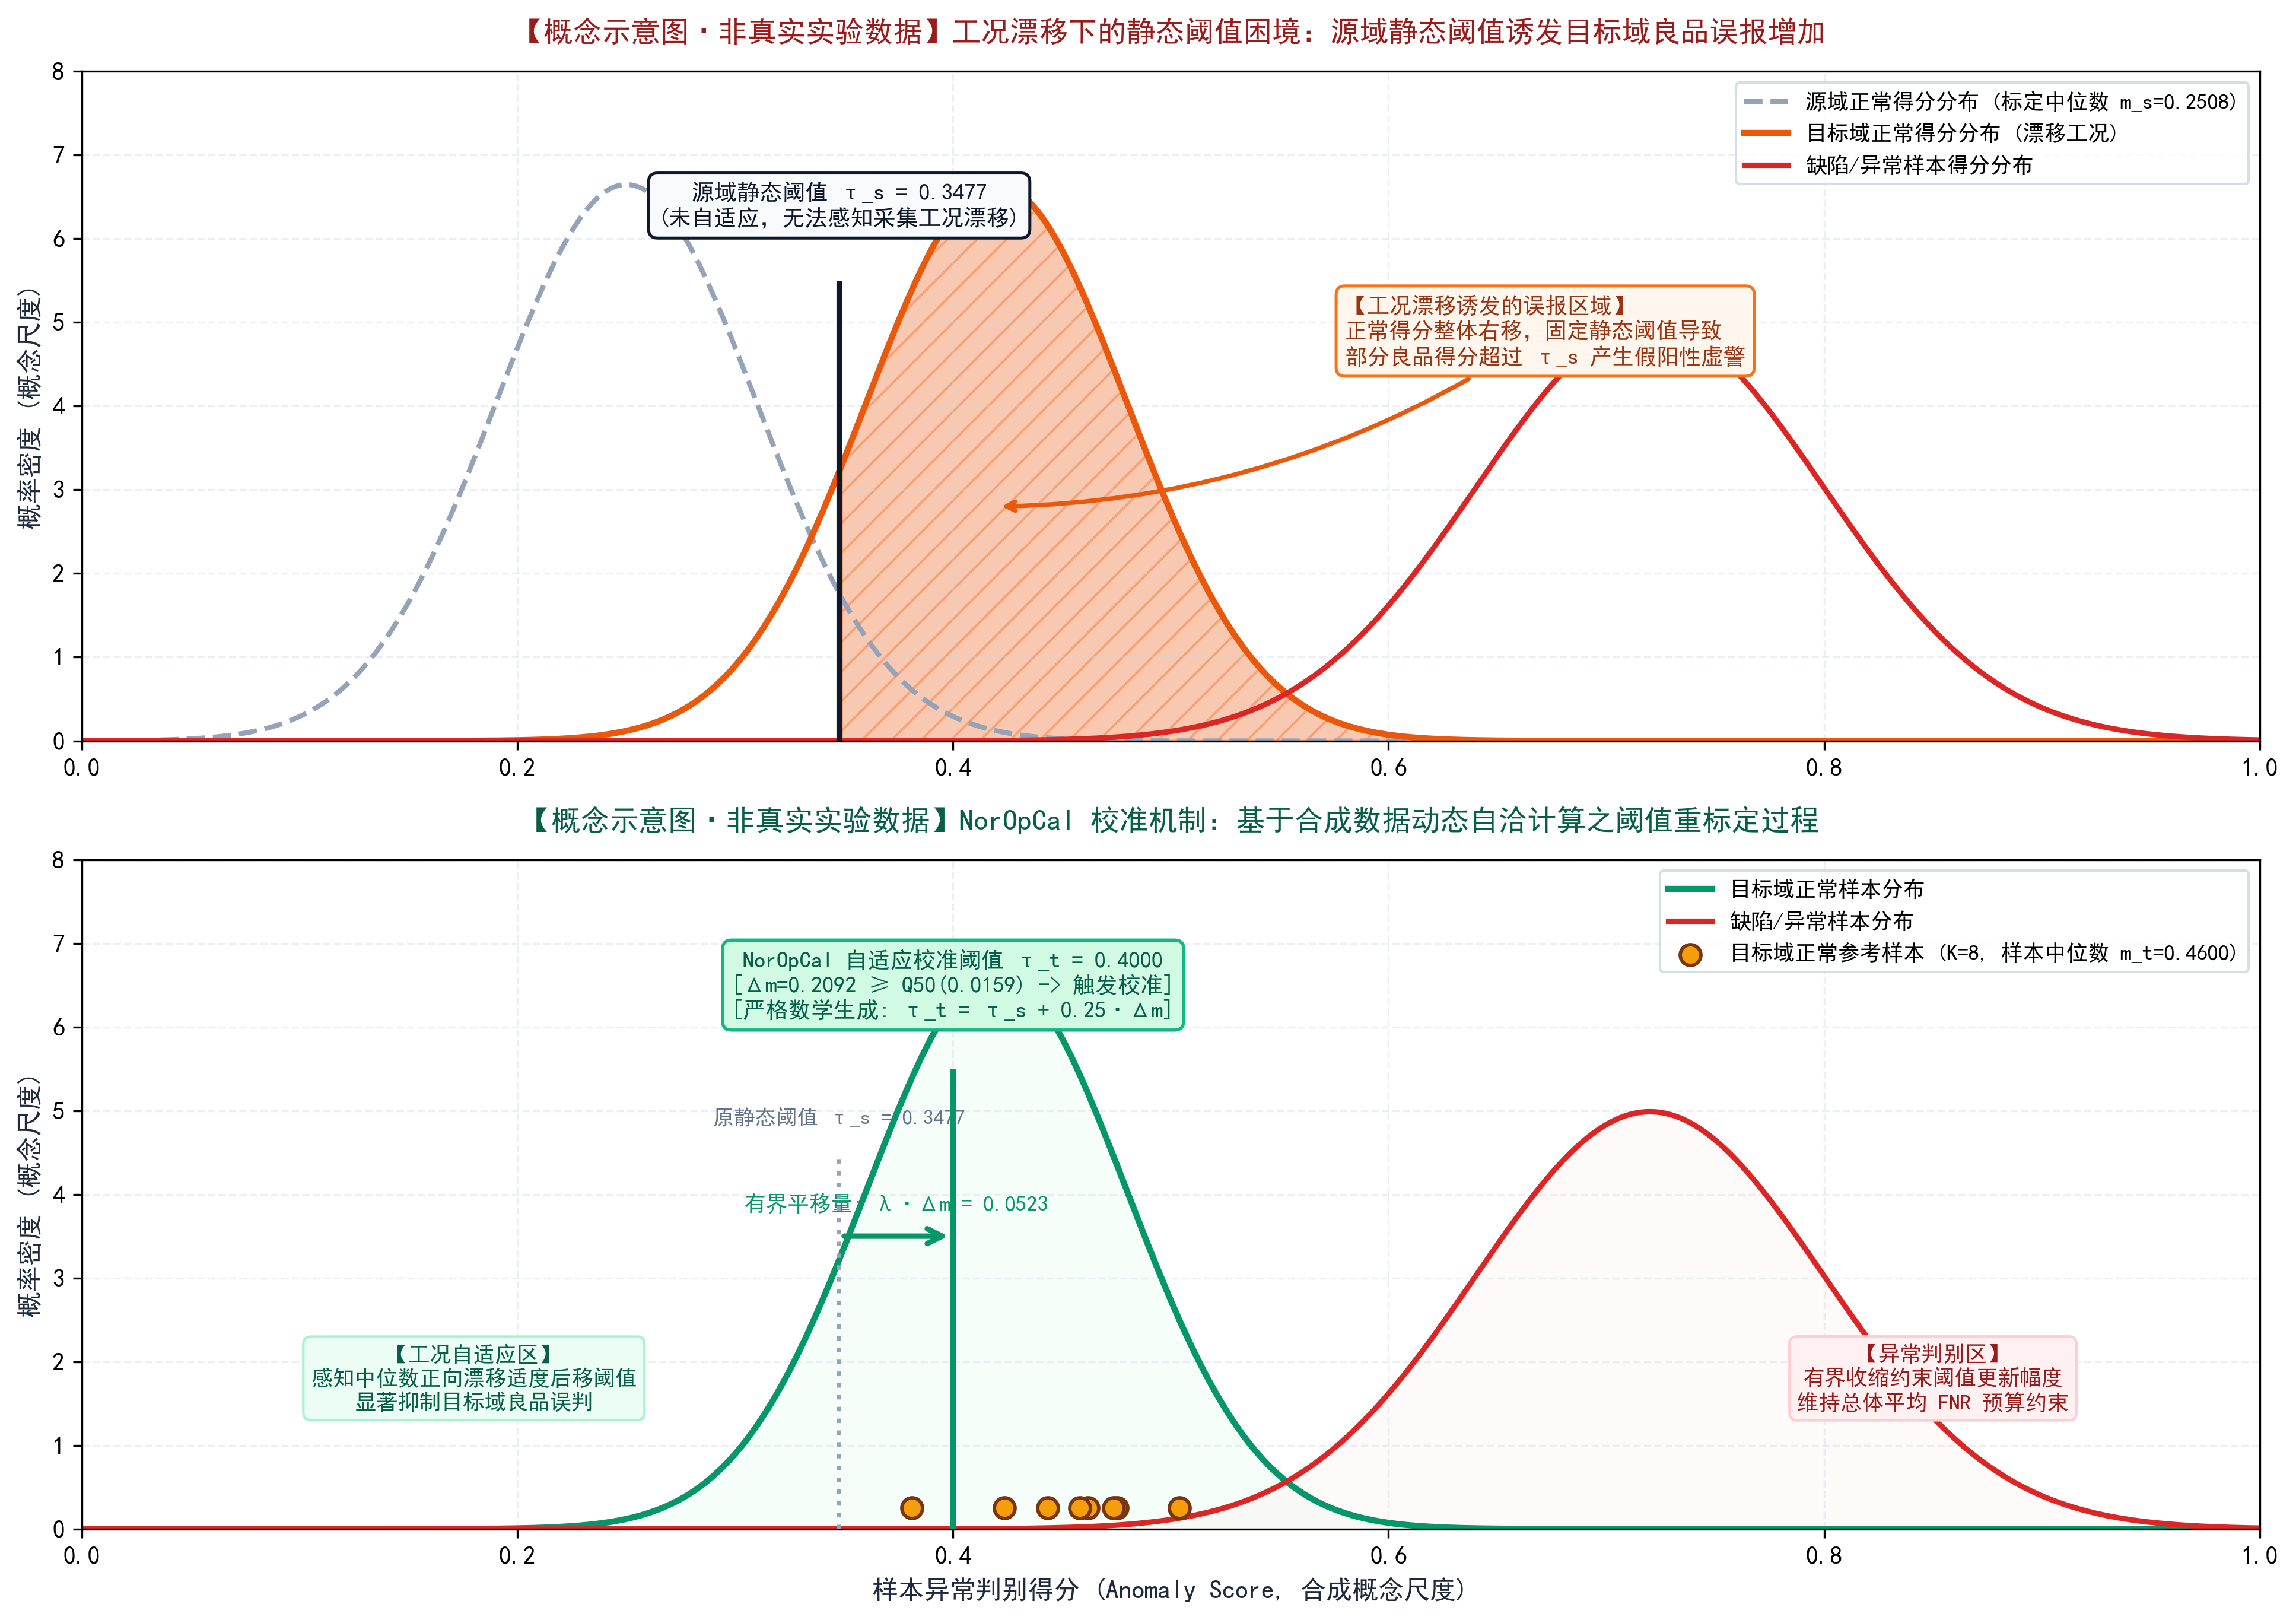 【概念示意图·非真实实验数据】工况漂移下的静态阈值困境：源域静态阈值诱发目标域良品误报增加
8
7
6
5
4
3
2
1
0
概率密度 (概念尺度)
源域正常得分分布 (标定中位数 m_s=0.2508)
目标域正常得分分布 (漂移工况)
缺陷/异常样本得分分布
源域静态阈值 τ_s = 0.3477
(未自适应，无法感知采集工况漂移)
【工况漂移诱发的误报区域】
正常得分整体右移，固定静态阈值导致
部分良品得分超过 τ_s 产生假阳性虚警
0.0
0.2
0.4
0.6
0.8
1.0
【概念示意图·非真实实验数据】NorOpCal 校准机制：基于合成数据动态自洽计算之阈值重标定过程
8
7
6
5
4
3
2
1
0
概率密度 (概念尺度)
目标域正常样本分布
缺陷/异常样本分布
目标域正常参考样本 (K=8, 样本中位数 m_t=0.4600)
NorOpCal 自适应校准阈值 τ_t = 0.4000
[Δm=0.2092 ≥ Q50(0.0159) -> 触发校准]
[严格数学生成: τ_t = τ_s + 0.25·Δm]
原静态阈值 τ_s = 0.3477
有界平移量: λ·Δm = 0.0523
【工况自适应区】
感知中位数正向漂移适度后移阈值
显著抑制目标域良品误判
【异常判别区】
有界收缩约束阈值更新幅度
维持总体平均 FNR 预算约束
0.0
0.2
0.4
0.6
0.8
1.0
样本异常判别得分 (Anomaly Score, 合成概念尺度)